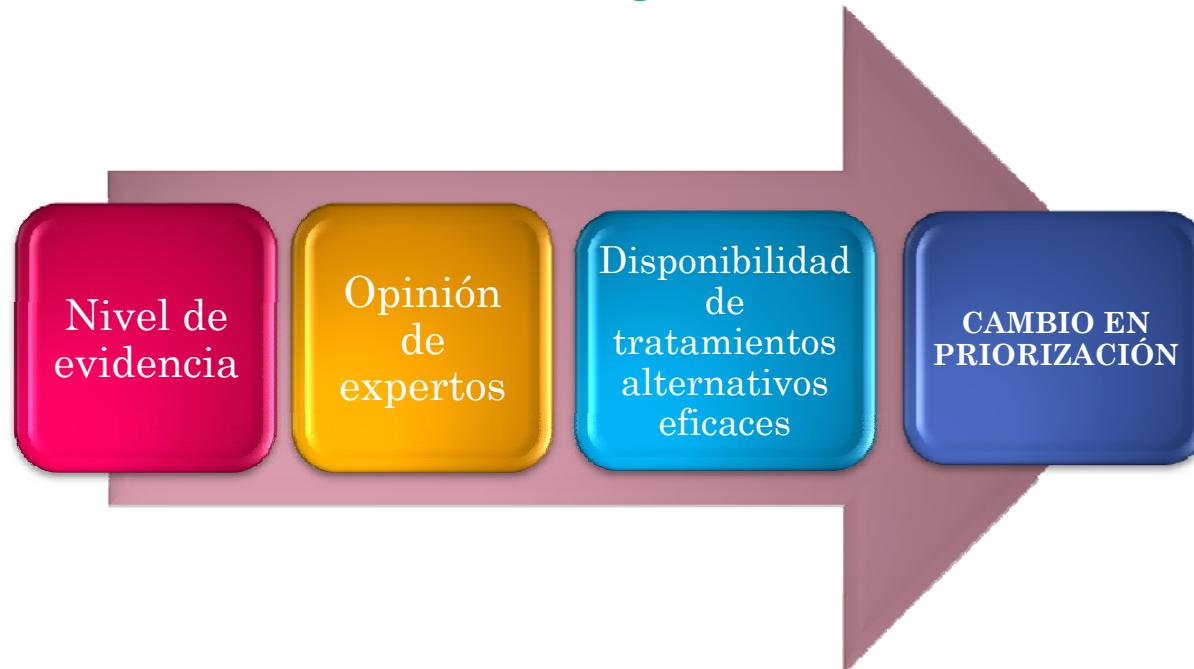 Nivel de
evidencia
Opinión
de
expertos
Disponibilidad
de
tratamientos
alternativos
eficaces
CAMBIO EN
PRIORIZACIÓN